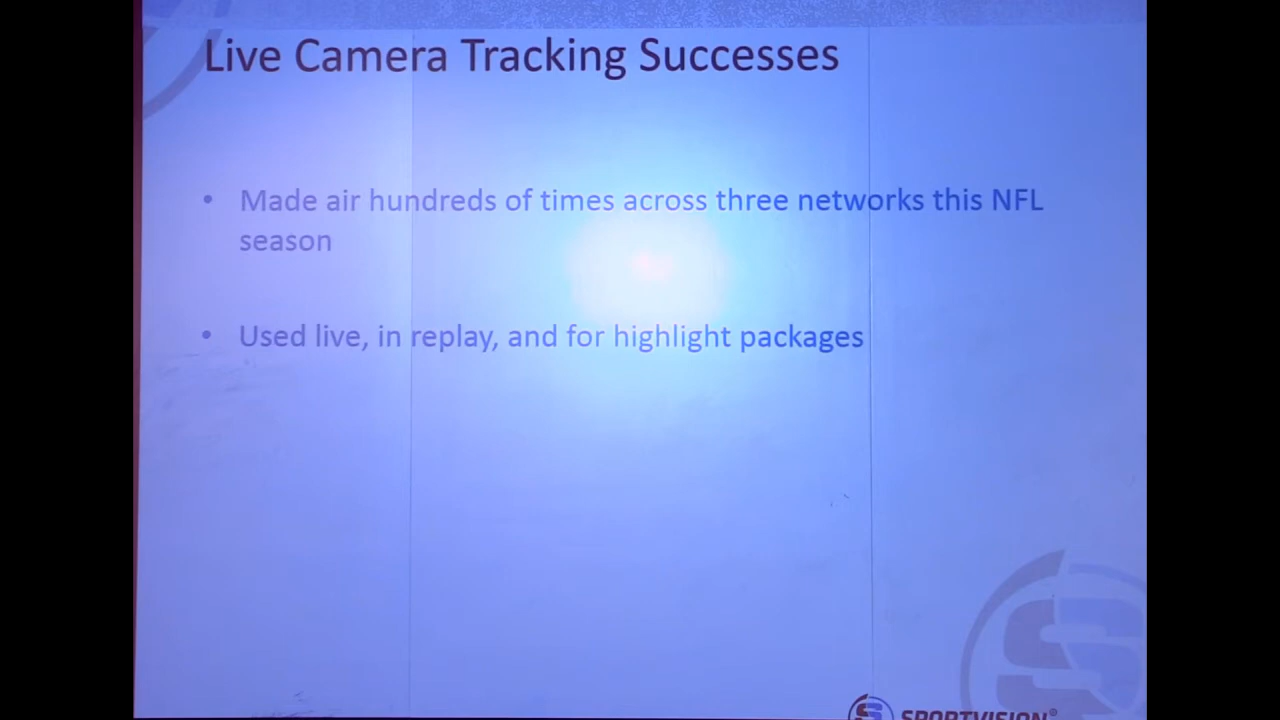 Live Camera Tracking Successes
• Made air hundreds of times across three networks this NFL
season
• Used live, in replay, and for highlight packages
SPORTVISION®